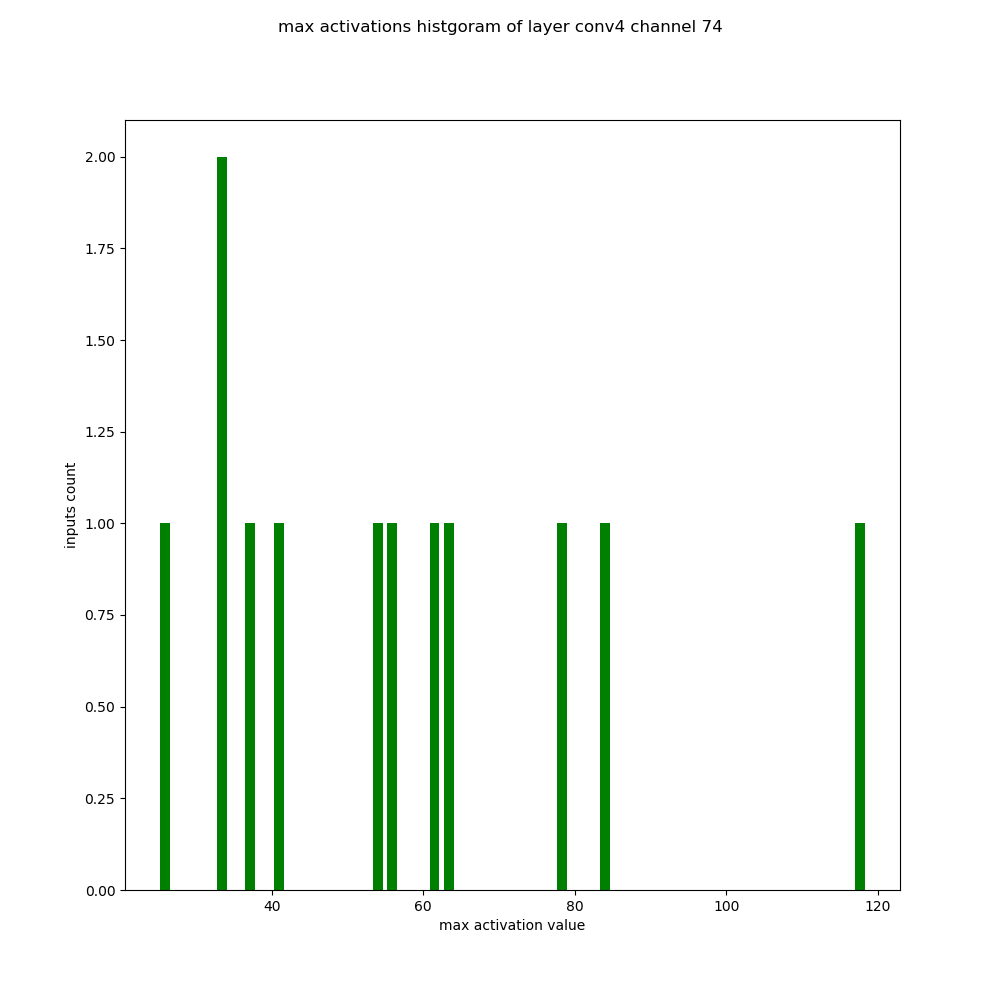 max activations histgoram of layer conv4 channel 74
2.00
1.75
1.50
1.25
1.00
0.75
0.50
0.25
0.00
inputs count
40 60 80 100 120
max activation value